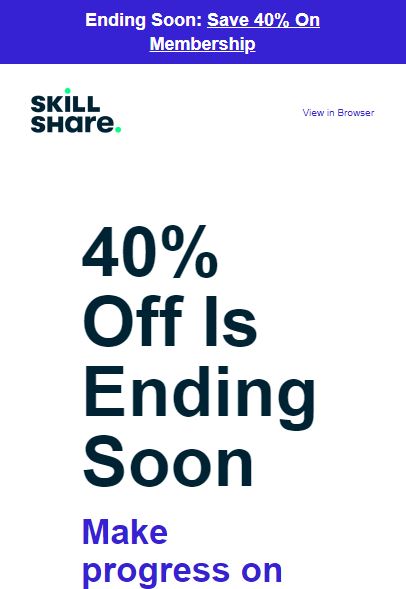 Ending Soon: Save 40% On
Membership
SKILL
SHare.
View in Browser
40%
Off Is
Ending
Soon
Make
progress on